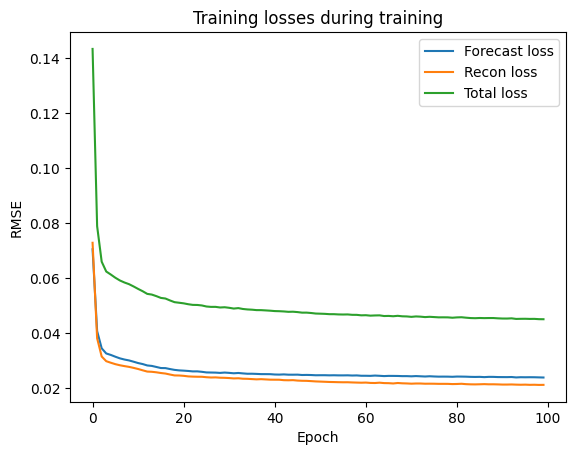 Training losses during training
Forecast loss
Recon loss
Total loss
0.14
0.12
0.10
0.08
0.06
0.04
0.02
RMSE
0 20 40 60 80 100
Epoch